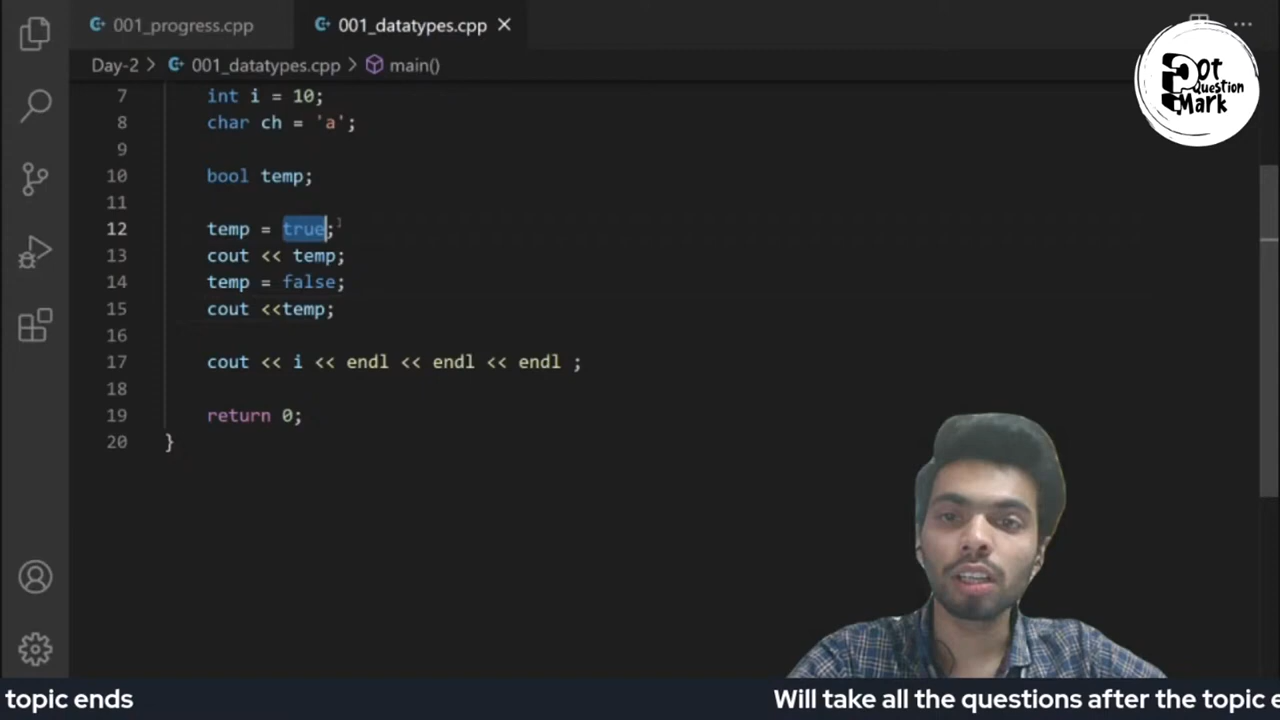 001_progress.cpp
001_datatypes.cpp
Day-2 > 001_datatypes.cpp > main()
7 int i = 10;
8 char ch = 'a';
9
10 bool temp;
11
12 temp = true;
13 cout << temp;
14 temp = false;
15 cout <<temp;
16
17 cout << i << endl << endl << endl ;
18
19 return 0;
20 }
Dot
Question
Mark
topic ends
Will take all the questions after the topic e